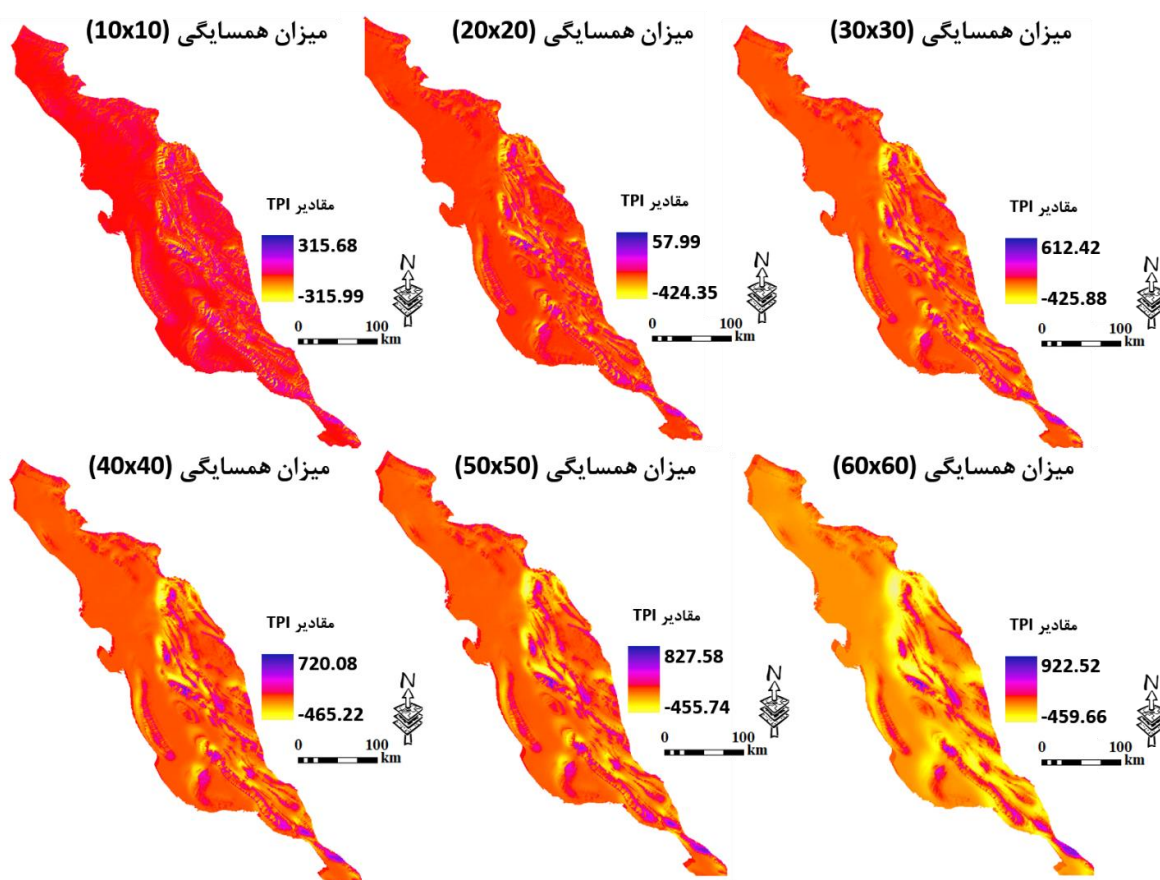 میزان همسایگی (10x10)
مقادیر TPI
315.68
-315.99
N
0 100
km
میزان همسایگی (20x20)
مقادیر TPI
57.99
-424.35
N
0 100
km
میزان همسایگی (30x30)
مقادیر TPI
612.42
-425.88
N
0 100
km
میزان همسایگی (40x40)
مقادیر TPI
720.08
-465.22
N
0 100
km
میزان همسایگی (50x50)
مقادیر TPI
827.58
-455.74
N
0 100
km
میزان همسایگی (60x60)
مقادیر TPI
922.52
-459.66
N
0 100
km